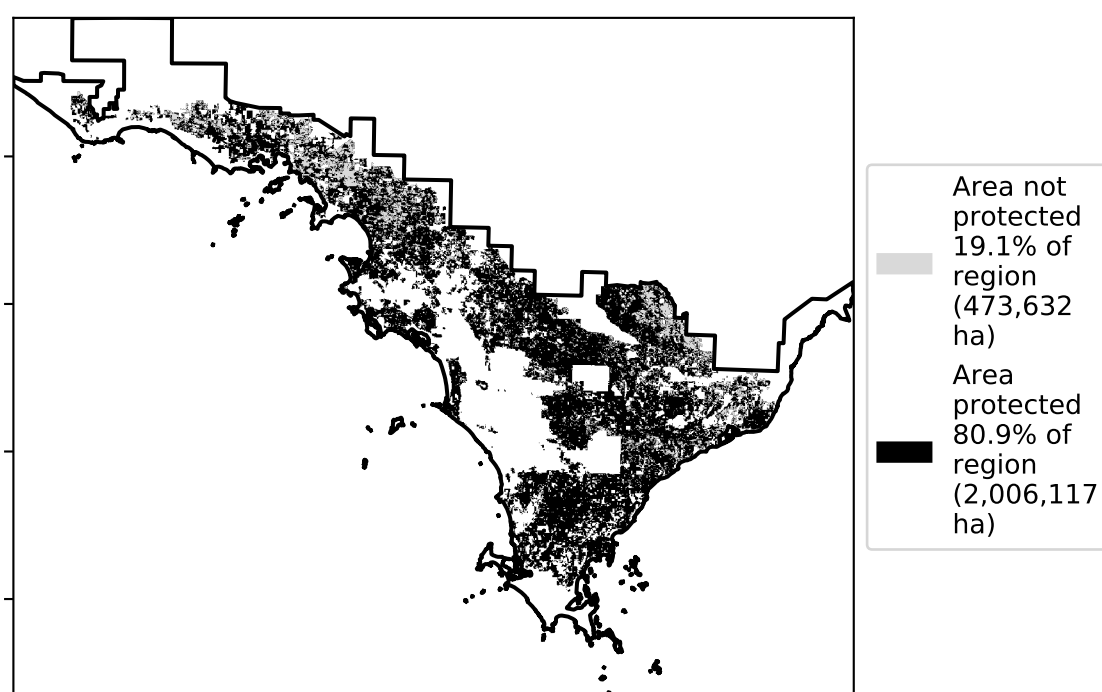 Area not
protected
19.1% of
region
(473,632
ha)
Area
protected
80.9% of
region
(2,006,117
ha)